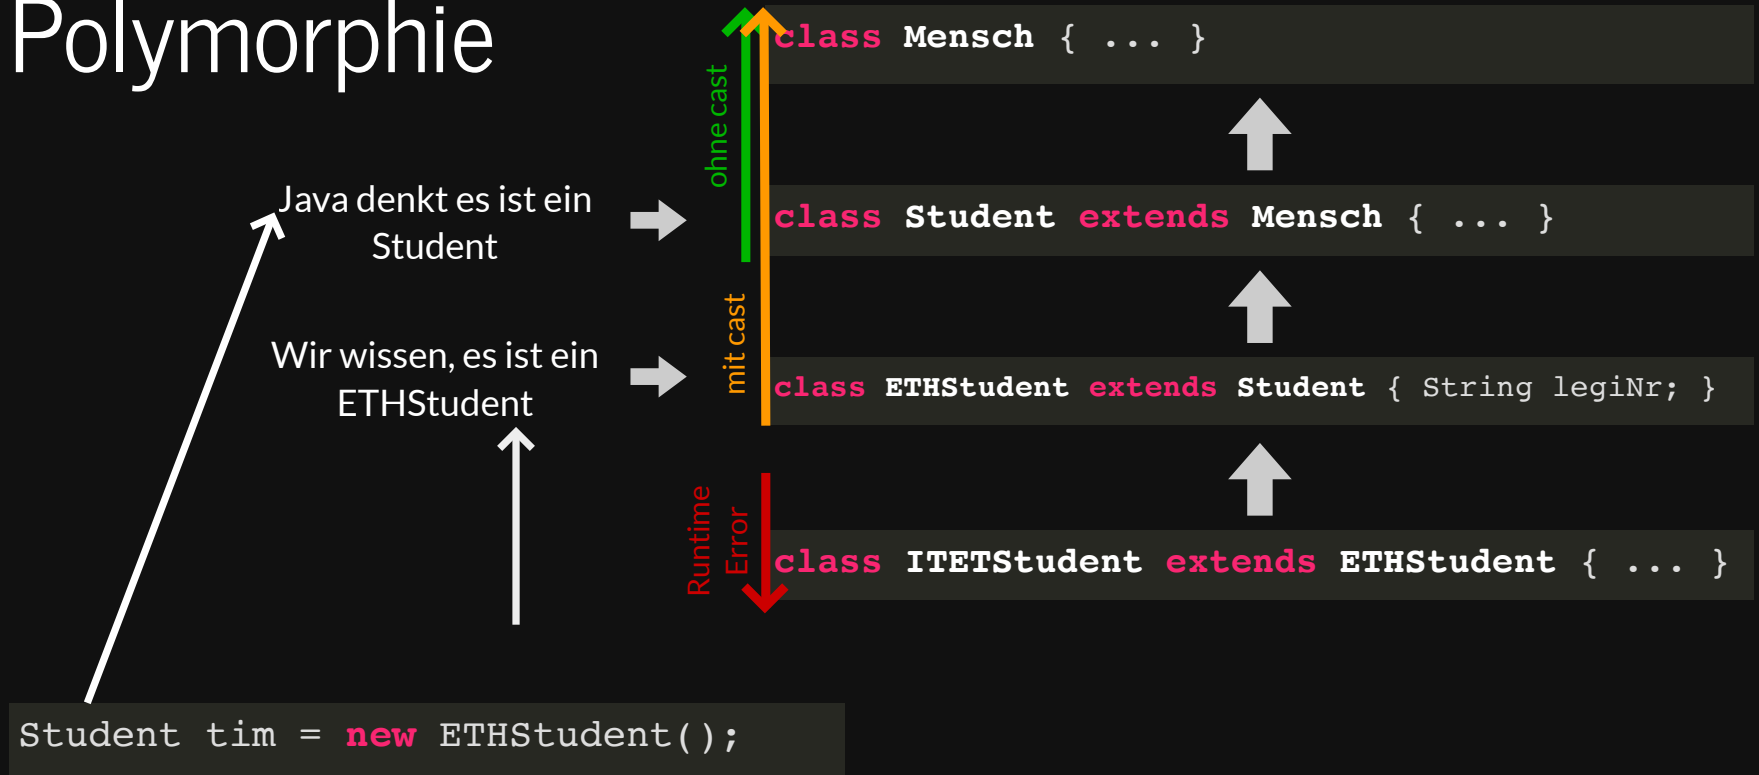 Polymorphie
class Mensch { ... }
ohne cast
Java denkt es ist ein
Student
class Student extends Mensch { ... }
mit cast
Wir wissen, es ist ein
ETHStudent
class ETHStudent extends Student { String legiNr; }
Runtime
Error
class ITETStudent extends ETHStudent { ... }
Student tim = new ETHStudent();